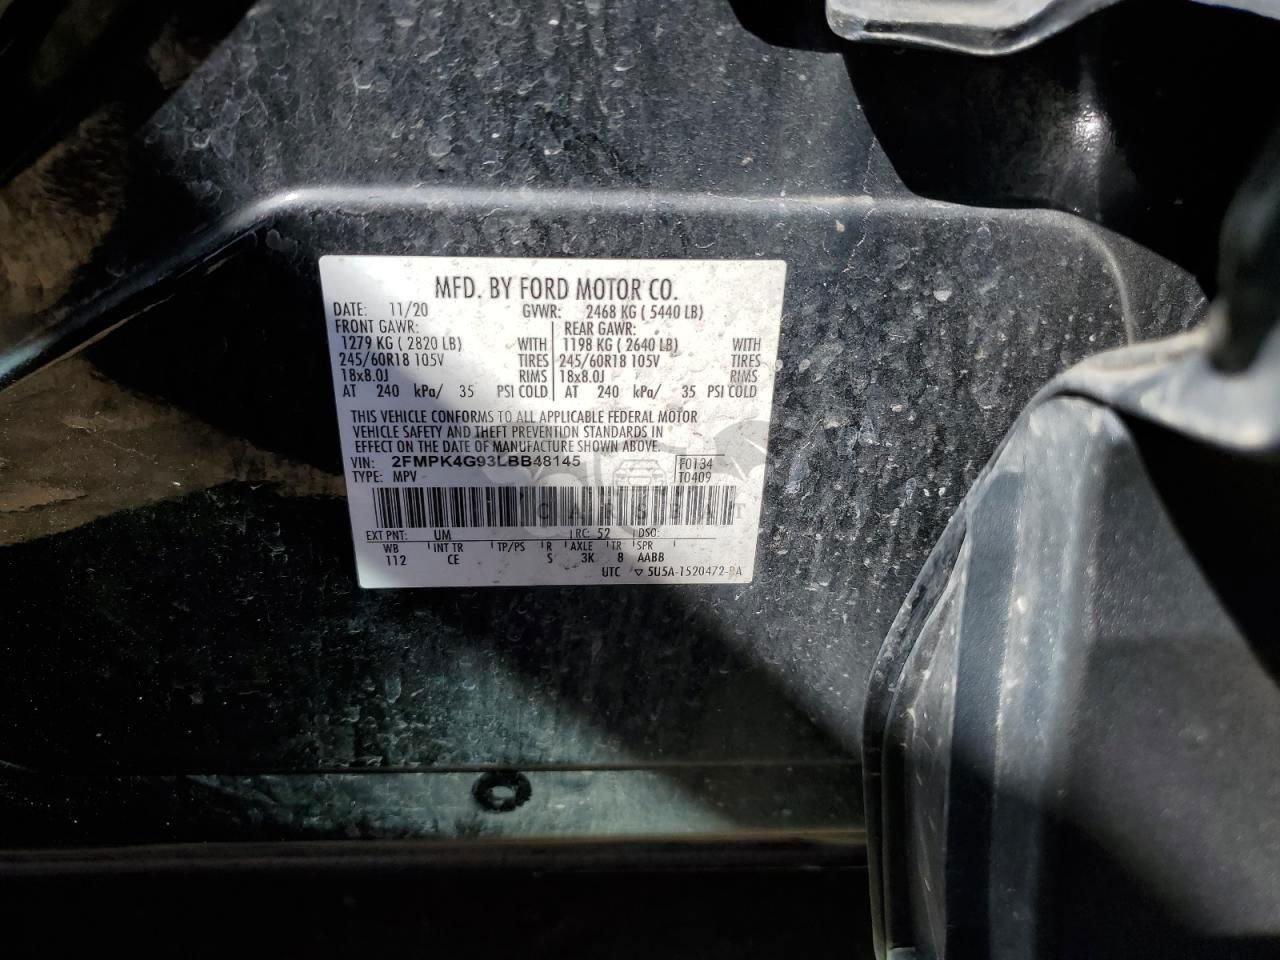 MFD. BY FORD MOTOR CO.
DATE: 11/20 GVWR: 2468 KG ( 5440 LB)
FRONT GAWR: REAR GAWR:
1279 KG ( 2820 LB) WITH 1198 KG ( 2640 LB) WITH
245/60R18 105V TIRES 245/60R18 105V TIRES
18x8.0J RIMS 18x8.0J RIMS
AT 240 kPa/ 35 PSI COLD AT 240 kPa/ 35 PSI COLD
THIS VEHICLE CONFORMS TO ALL APPLICABLE FEDERAL MOTOR
VEHICLE SAFETY AND THEFT PREVENTION STANDARDS IN
EFFECT ON THE DATE OF MANUFACTURE SHOWN ABOVE.
VIN: 2FMPK4G93LBB48145 F0134
TYPE: MPV T0409
EXT PNT: UM RC: 52 DSO:
WB INT TR TP/PS R AXLE TR SPR
112 CE S 3K 8 AABB
UTC ▽ 5U5A-1520472-